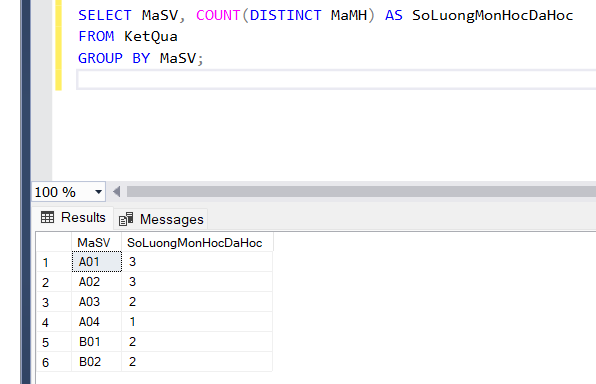 SELECT MaSV, COUNT(DISTINCT MaMH) AS SoLuongMonHocDaHoc
FROM KetQua
GROUP BY MaSV;
100 %
Results Messages
MaSV SoLuongMonHocDaHoc
1 A01 3
2 A02 3
3 A03 2
4 A04 1
5 B01 2
6 B02 2